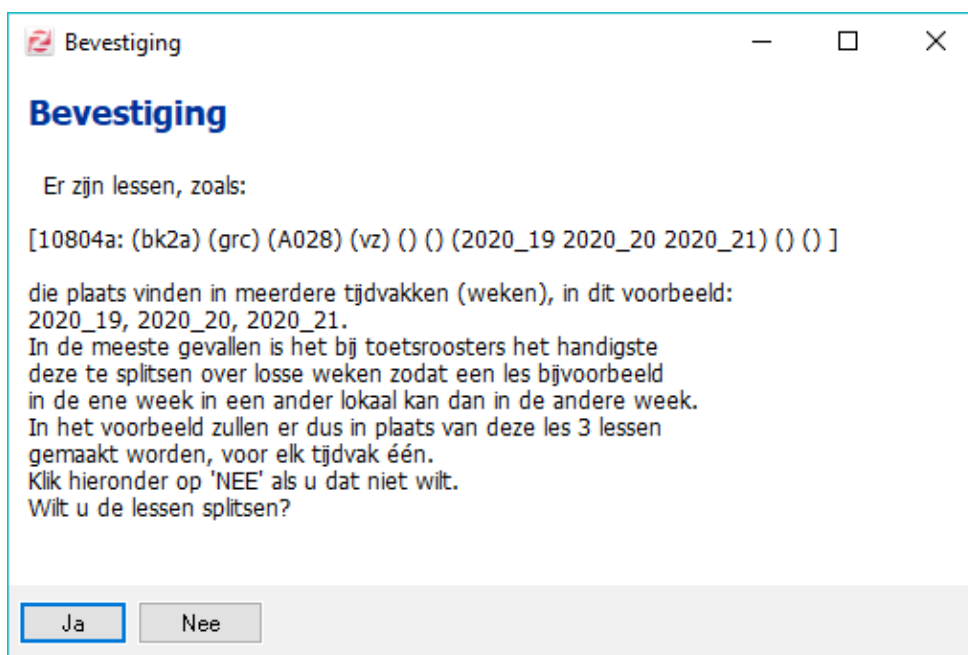 Bevestiging
Bevestiging
Er zijn lessen, zoals:
[10804a: (bk2a) (grc) (A028) (vz) () () (2020_19 2020_20 2020_21) () () ]
die plaats vinden in meerdere tijdvakken (weken), in dit voorbeeld:
2020_19, 2020_20, 2020_21.
In de meeste gevallen is het bij toetsroosters het handigste
deze te splitsen over losse weken zodat een les bijvoorbeeld
in de ene week in een ander lokaal kan dan in de andere week.
In het voorbeeld zullen er dus in plaats van deze les 3 lessen
gemaakt worden, voor elk tijdvak één.
Klik hieronder op 'NEE' als u dat niet wilt.
Wilt u de lessen splitsen?
Ja Nee